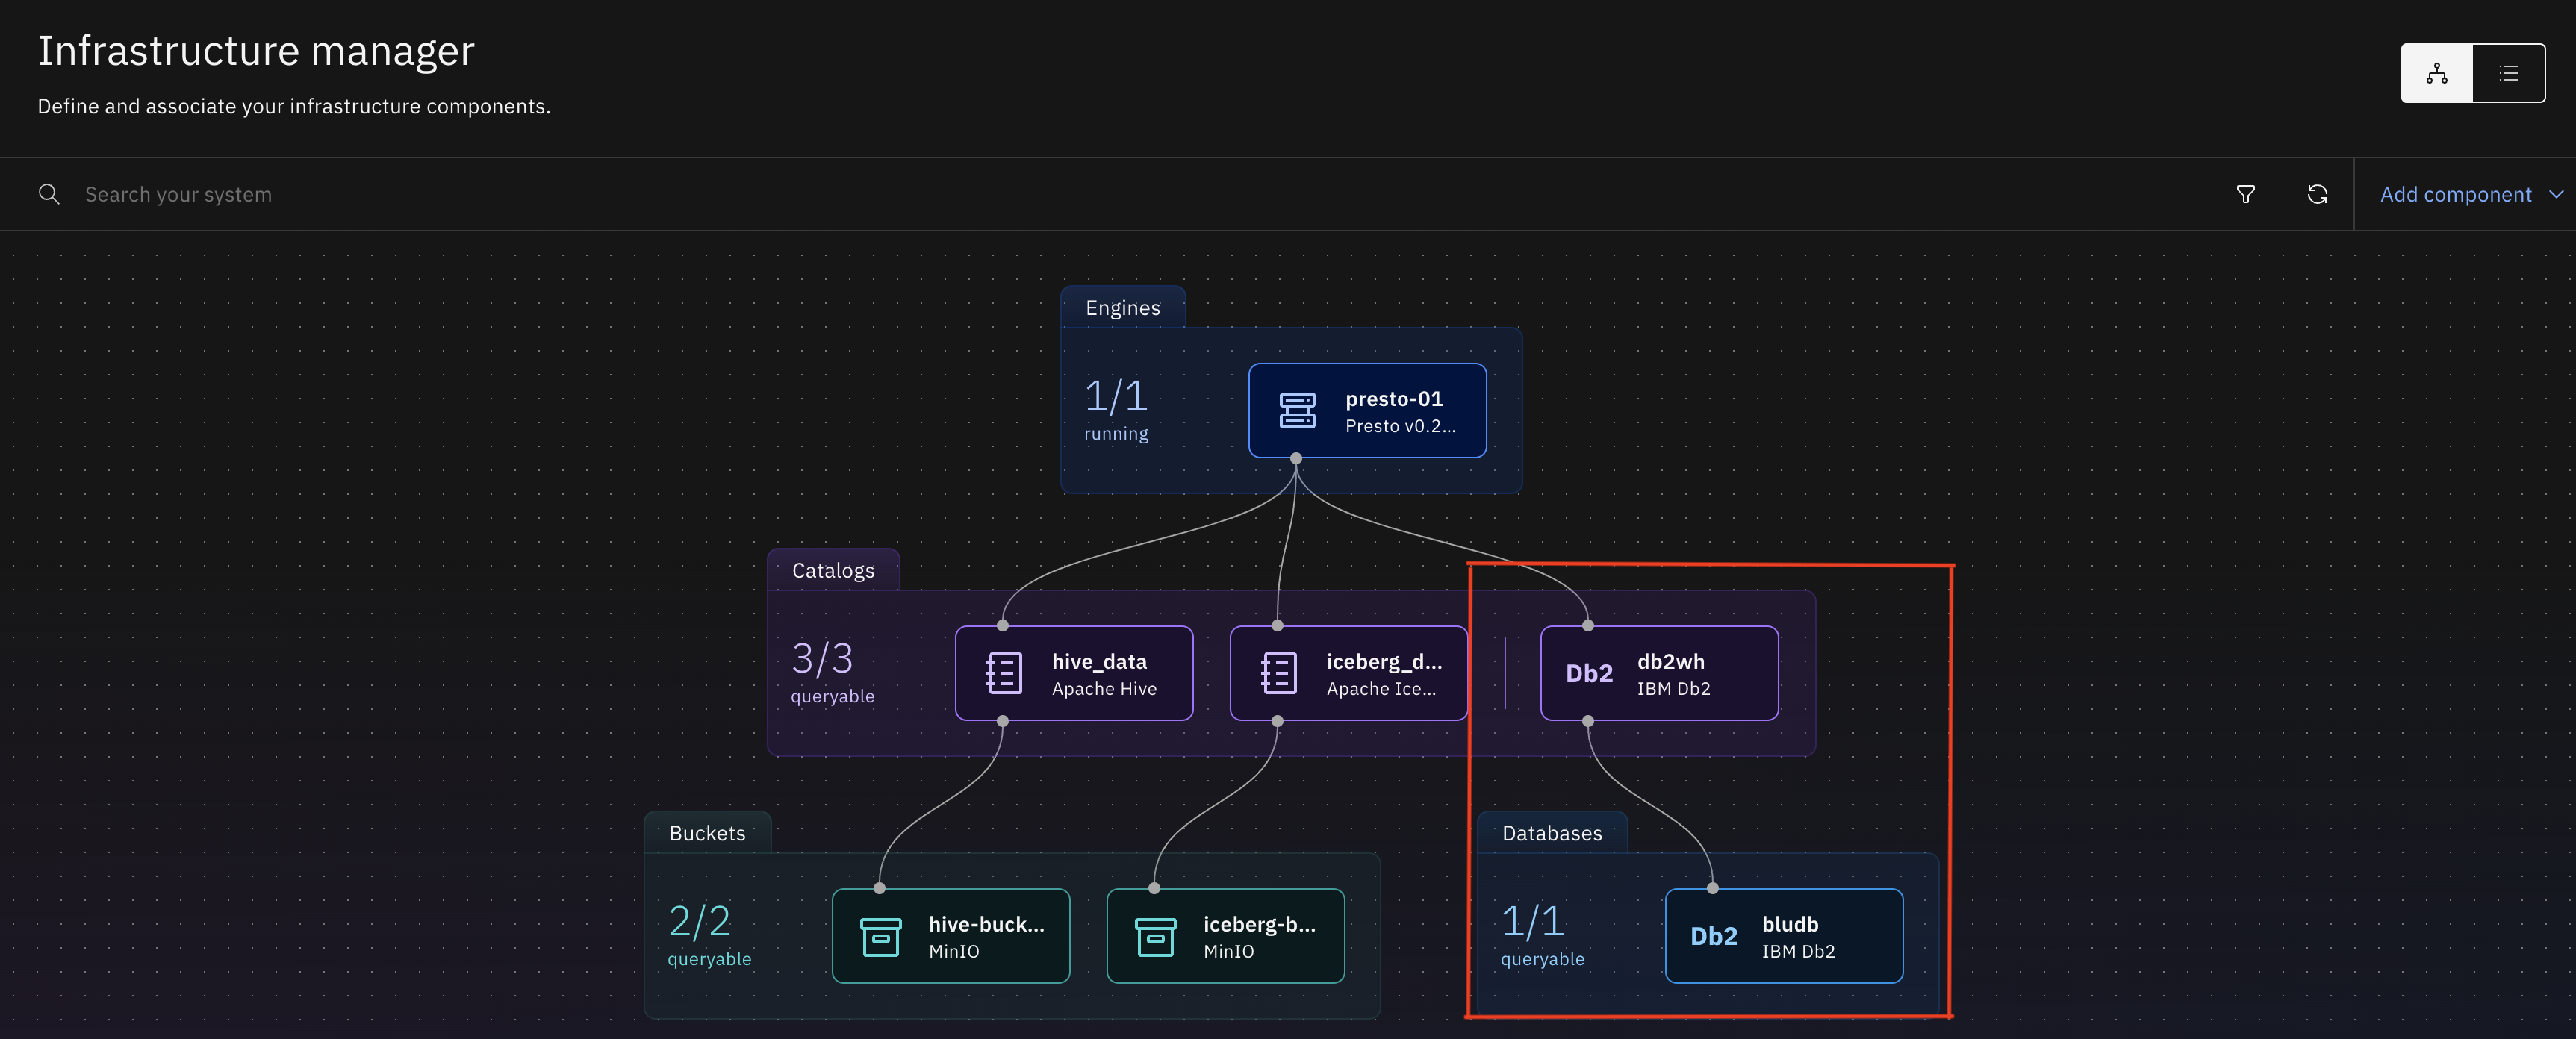 Infrastructure manager
Define and associate your infrastructure components.
Search your system
Add component
Engines
1/1
running
presto-01
Presto v0.2...
Catalogs
3/3
queryable
hive_data
Apache Hive
iceberg_d...
Apache Ice...
Db2
db2wh
IBM Db2
Buckets
2/2
queryable
hive-buck...
MinIO
iceberg-b...
MinIO
Databases
1/1
queryable
Db2
bludb
IBM Db2